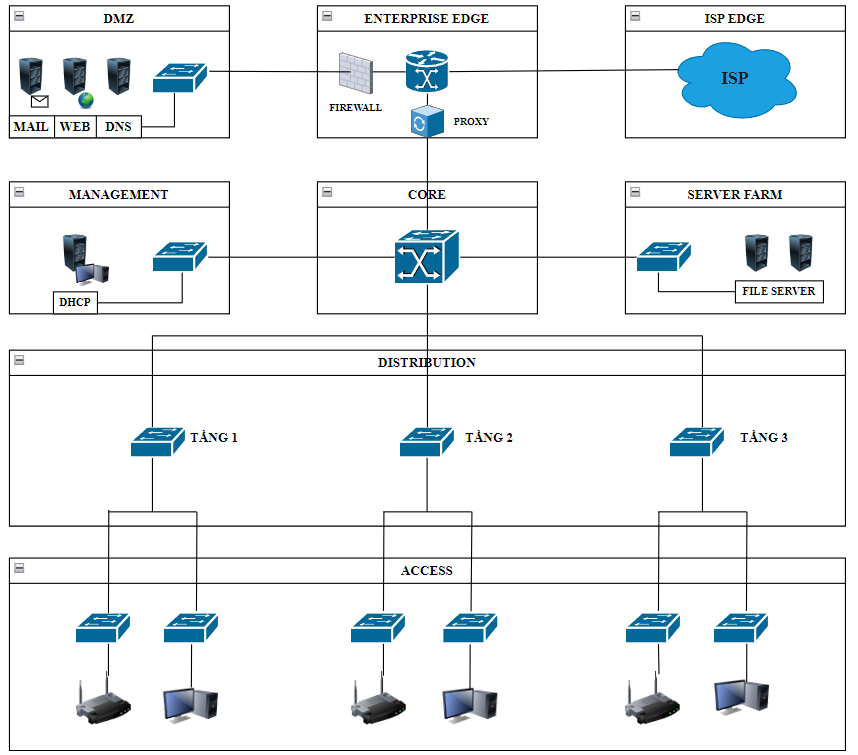 DMZ
ENTERPRISE EDGE
ISP EDGE
ISP
FIREWALL
PROXY
MAIL WEB DNS
MANAGEMENT
CORE
SERVER FARM
DHCP
FILE SERVER
DISTRIBUTION
TẦNG 1
TẦNG 2
TẦNG 3
ACCESS